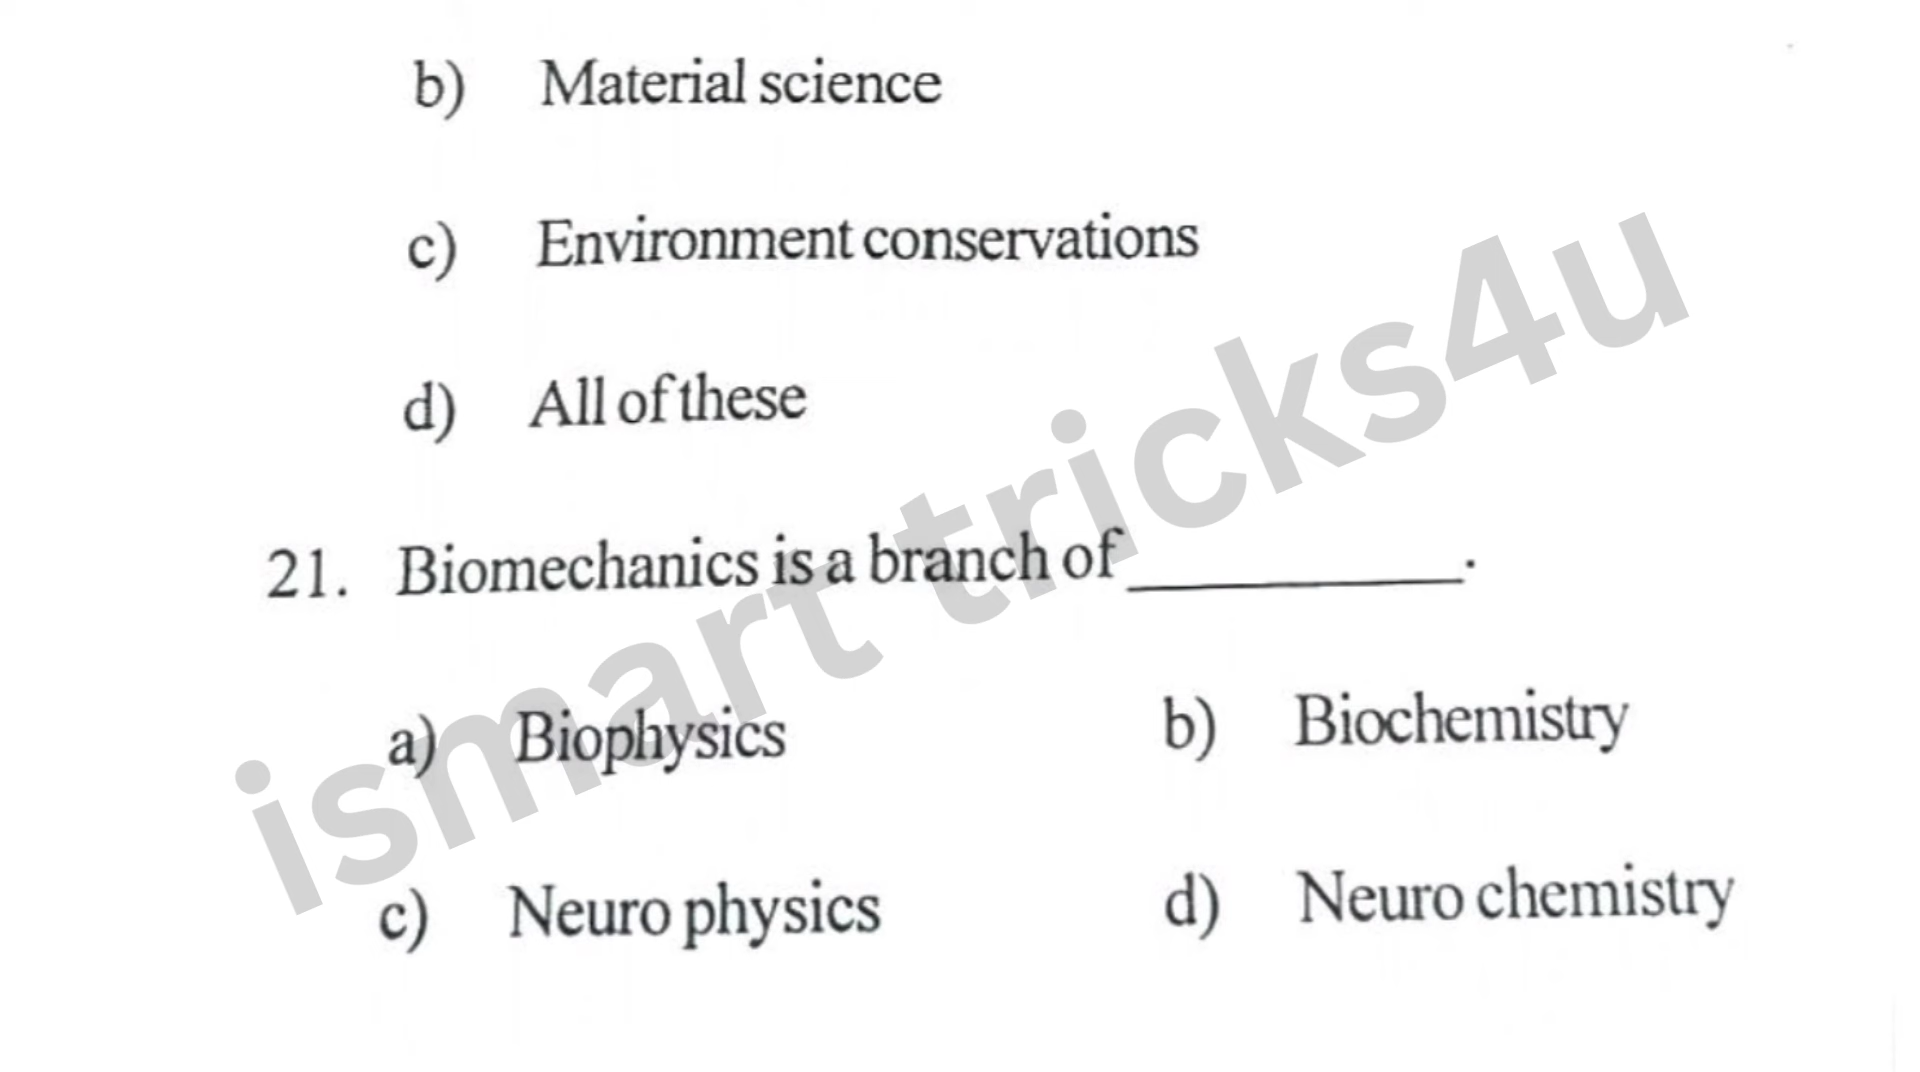 b) Material science
c) Environment conservations
d) All of these
21. Biomechanics is a branch of __________.
a) Biophysics b) Biochemistry
c) Neuro physics d) Neuro chemistry
ismart tricks4u